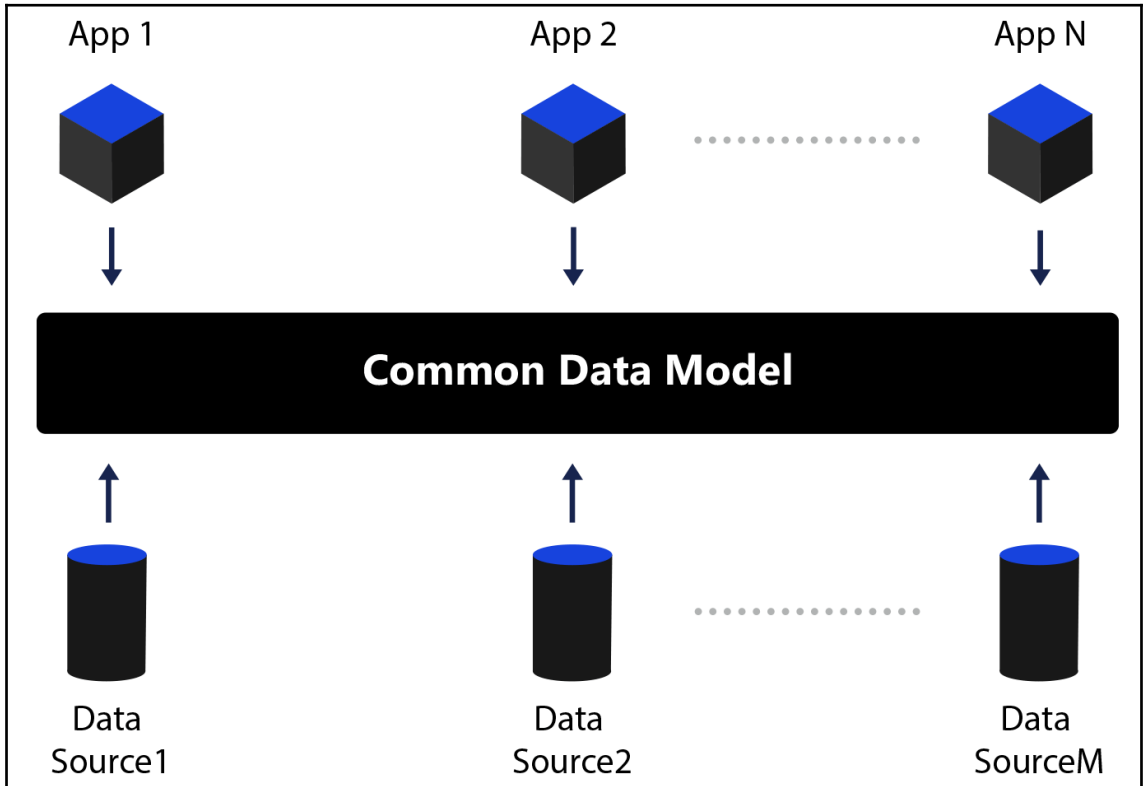 App 1
App 2
App N
Common Data Model
Data
Source1
Data
Source2
Data
SourceM